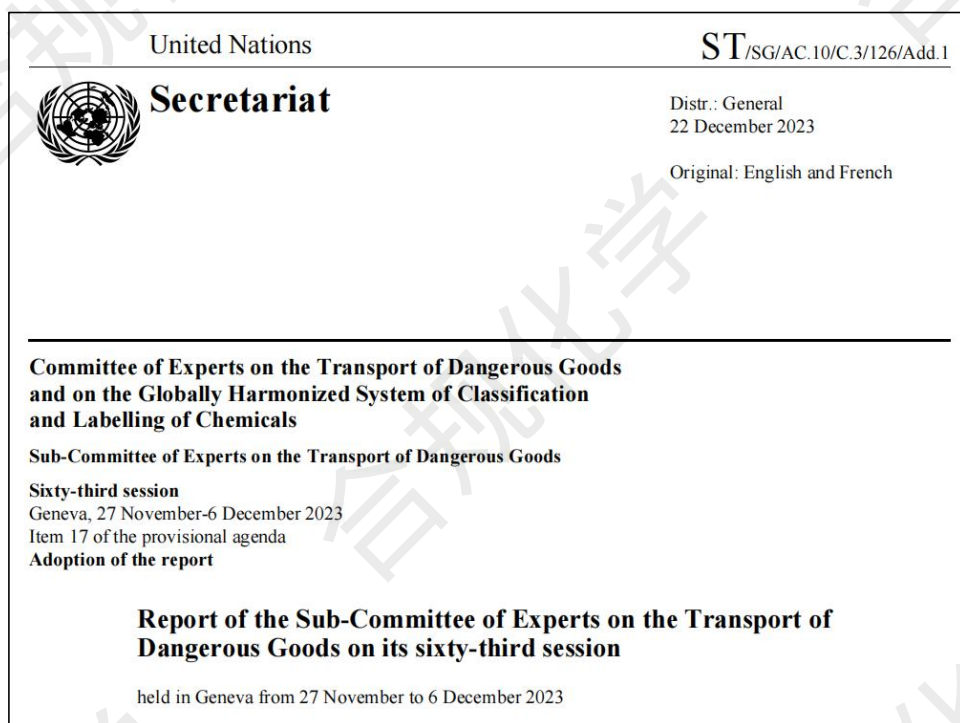 United Nations
ST/SG/AC.10/C.3/126/Add.1
Secretariat
Distr.: General
22 December 2023
Original: English and French
Committee of Experts on the Transport of Dangerous Goods
and on the Globally Harmonized System of Classification
and Labelling of Chemicals
Sub-Committee of Experts on the Transport of Dangerous Goods
Sixty-third session
Geneva, 27 November-6 December 2023
Item 17 of the provisional agenda
Adoption of the report
Report of the Sub-Committee of Experts on the Transport of
Dangerous Goods on its sixty-third session
held in Geneva from 27 November to 6 December 2023
合规化学